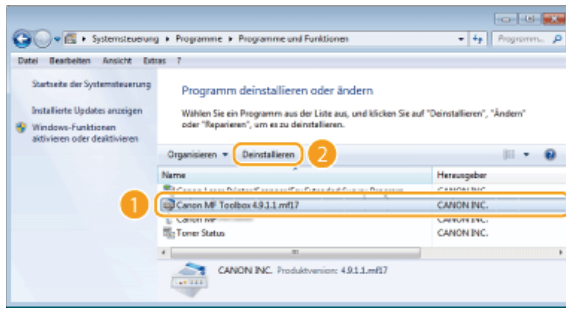 Systemsteuerung ▸ Programme ▸ Programme und Funktionen
Programm...
Datei Bearbeiten Ansicht Extras ?
Startseite der Systemsteuerung
Installierte Updates anzeigen
Windows-Funktionen
aktivieren oder deaktivieren
Programm deinstallieren oder ändern
Wählen Sie ein Programm aus der Liste aus, und klicken Sie auf "Deinstallieren", "Ändern"
oder "Reparieren", um es zu deinstallieren.
Organisieren Deinstallieren 2
Name Herausgeber
CANON INC.
1 Canon MF Toolbox 4.9.1.1.mf17 CANON INC.
Canon MF CANON INC.
Toner Status CANON INC.
CANON INC. Produktversion: 4.9.1.1.mf17